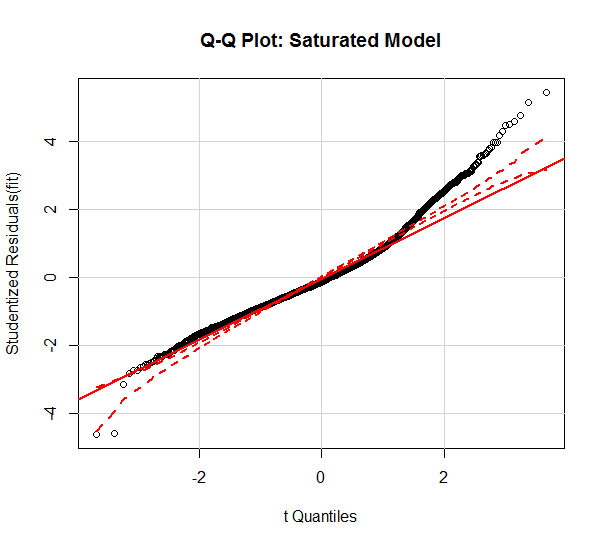 Q-Q Plot: Saturated Model
Studentized Residuals(fit)
4
2
0
-2
-4
-2 0 2
t Quantiles